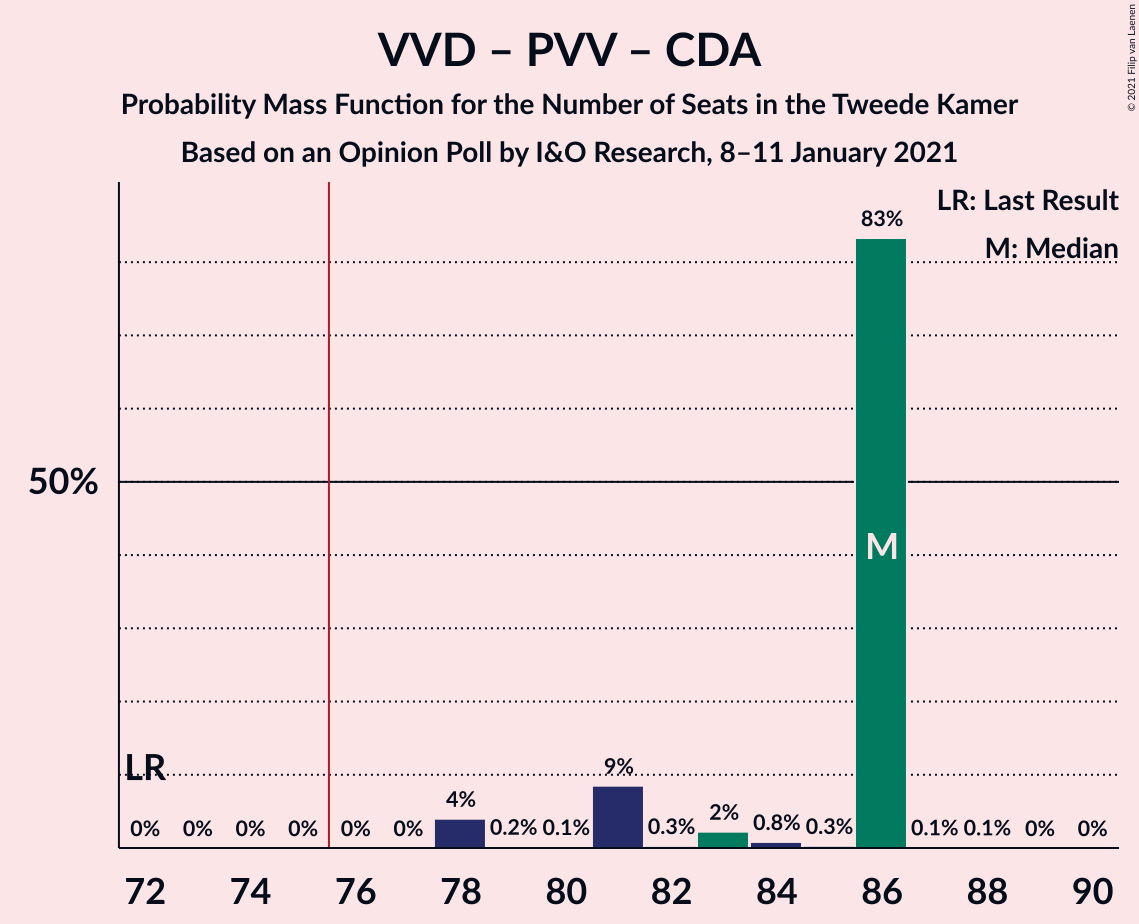 VVD – PVV – CDA
Probability Mass Function for the Number of Seats in the Tweede Kamer
Based on an Opinion Poll by I&O Research, 8–11 January 2021
© 2021 Filip van Laenen
LR: Last Result
M: Median
50%
LR
M
0% 0% 0% 0% 0% 0% 4% 0.2% 0.1% 9% 0.3% 2% 0.8% 0.3% 83% 0.1% 0.1% 0% 0%
72 74 76 78 80 82 84 86 88 90